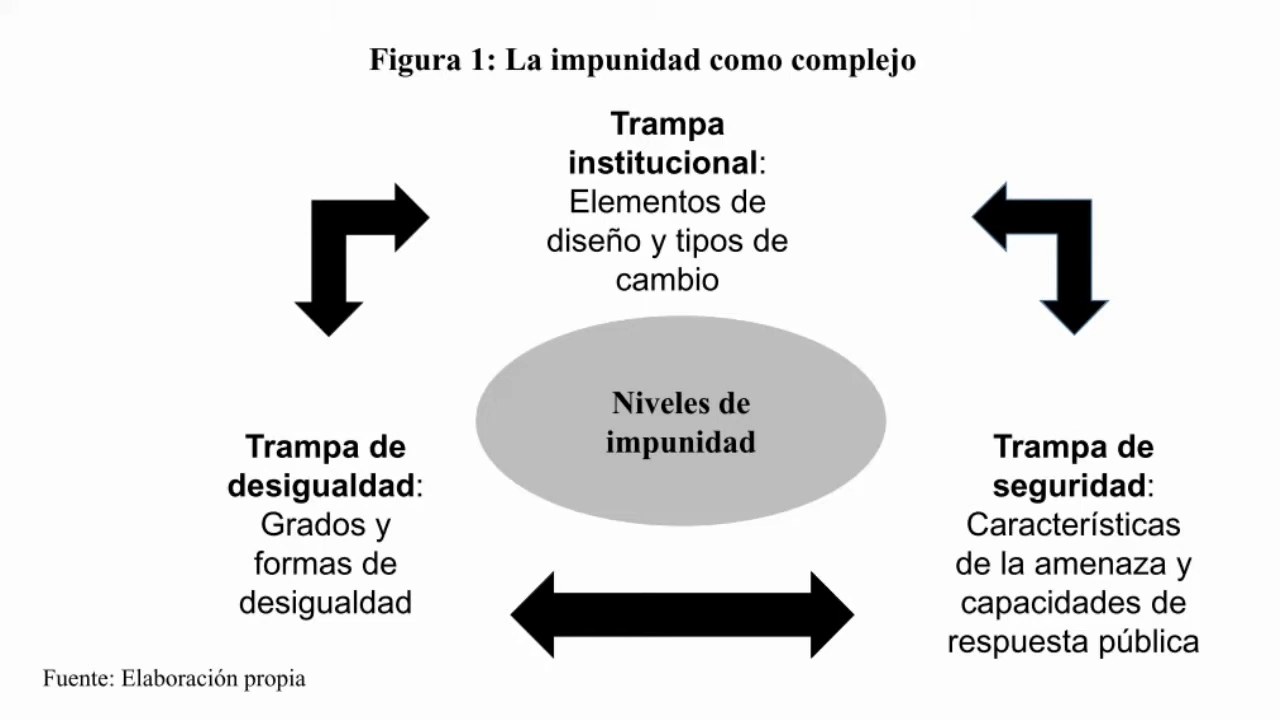 Figura 1: La impunidad como complejo
Trampa
institucional:
Elementos de
diseño y tipos de
cambio
Niveles de
impunidad
Trampa de
desigualdad:
Grados y
formas de
desigualdad
Trampa de
seguridad:
Características
de la amenaza y
capacidades de
respuesta pública
Fuente: Elaboración propia